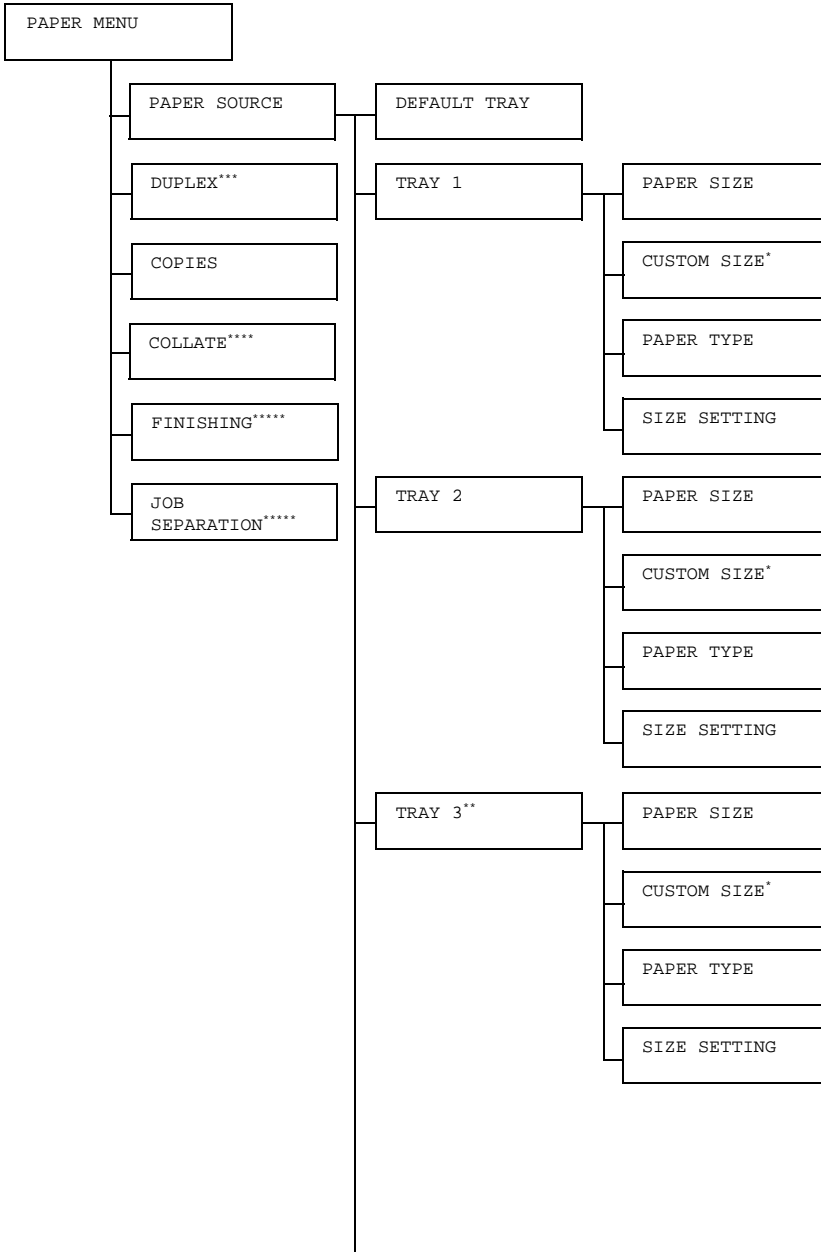 PAPER MENU
PAPER SOURCE
DEFAULT TRAY
DUPLEX***
TRAY 1
PAPER SIZE
COPIES
CUSTOM SIZE*
COLLATE****
PAPER TYPE
FINISHING*****
SIZE SETTING
JOB
SEPARATION*****
TRAY 2
PAPER SIZE
CUSTOM SIZE*
PAPER TYPE
SIZE SETTING
TRAY 3**
PAPER SIZE
CUSTOM SIZE*
PAPER TYPE
SIZE SETTING